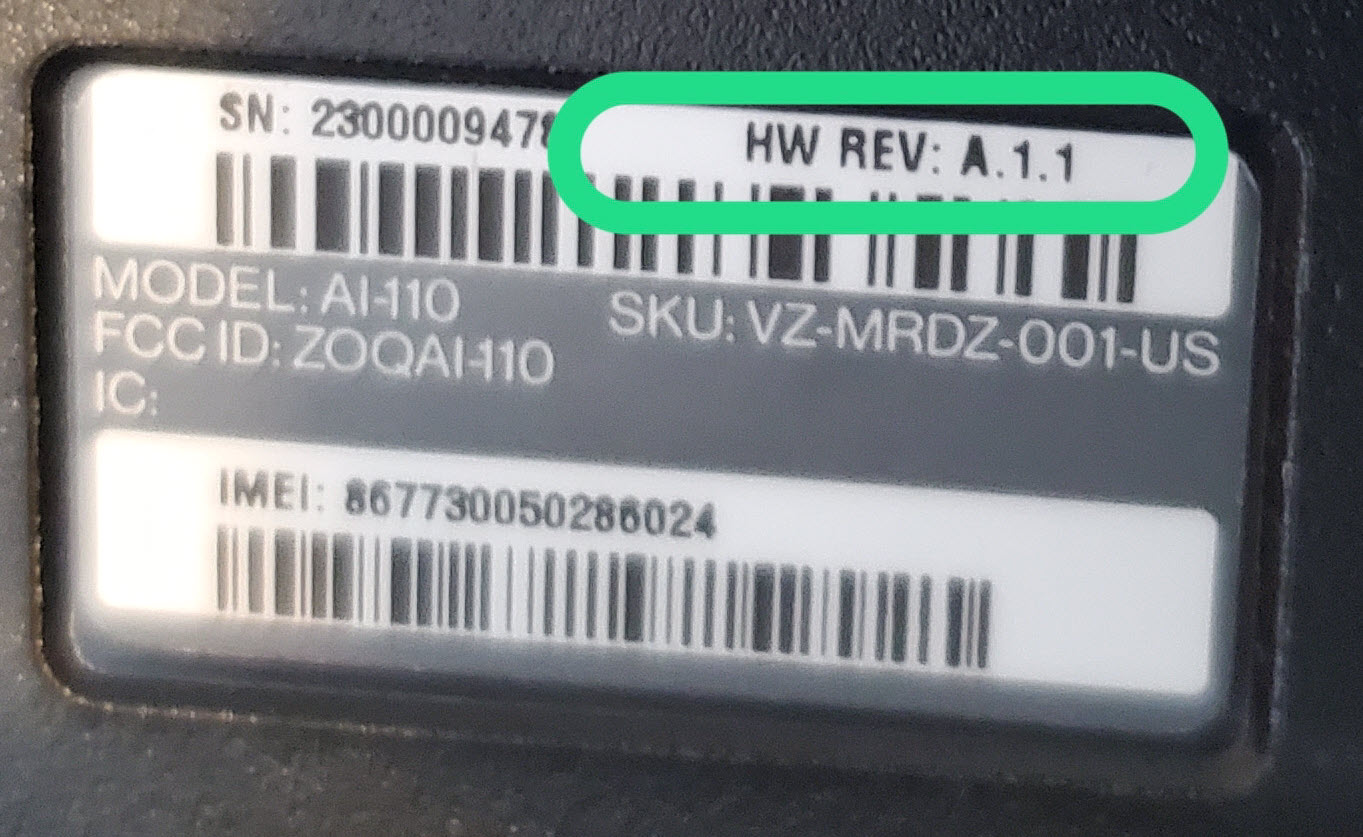 SN: 2300009478
HW REV: A.1.1
MODEL: AI-110
SKU: VZ-MRDZ-001-US
FCC ID: ZOQAI-110
IC:
IMEI: 867730050286024